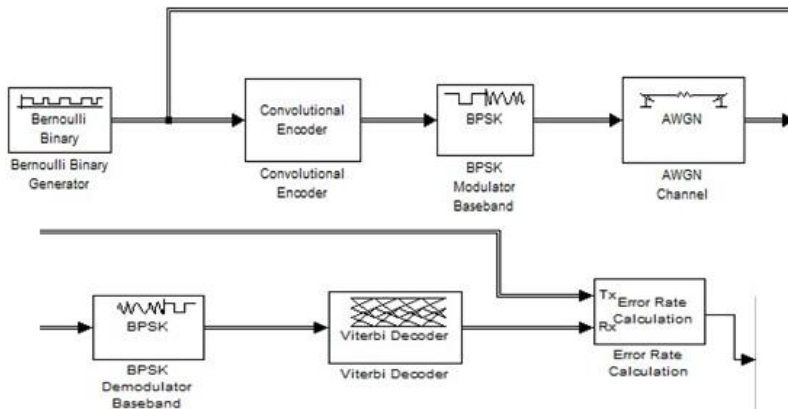 Bernoulli
Binary
Bernoulli Binary
Generator
Convolutional
Encoder
Convolutional
Encoder
BPSK
BPSK
Modulator
Baseband
AWGN
AWGN
Channel
BPSK
BPSK
Demodulator
Baseband
Viterbi Decoder
Viterbi Decoder
Tx
Rx
Error Rate
Calculation
Error Rate
Calculation